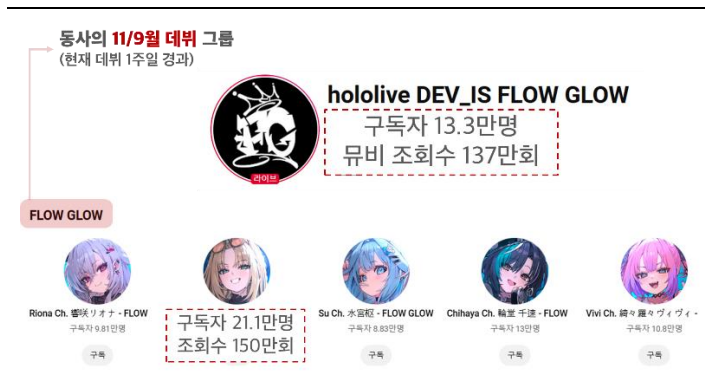 동사의 11/9월 데뷔 그룹
(현재 데뷔 1주일 경과)
hololive DEV_IS FLOW GLOW
구독자 13.3만명
뮤비 조회수 137만회
라이브
FLOW GLOW
Riona Ch. 響咲リオナ - FLOW
구독자 9.81만명
구독
구독자 21.1만명
조회수 150만회
Su Ch. 水宮枢 - FLOW GLOW
구독자 8.83만명
구독
Chihaya Ch. 輪堂 千速 - FLOW
구독자 13만명
구독
Vivi Ch. 綺々羅々ヴィヴィ -
구독자 10.8만명
구독